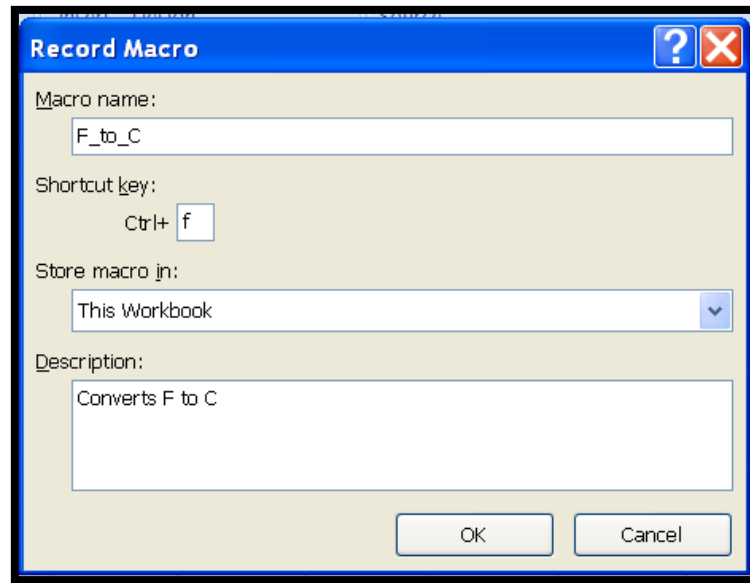 Record Macro
?
Macro name:
F_to_C
Shortcut key:
Ctrl+ f
Store macro in:
This Workbook
Description:
Converts F to C
OK Cancel